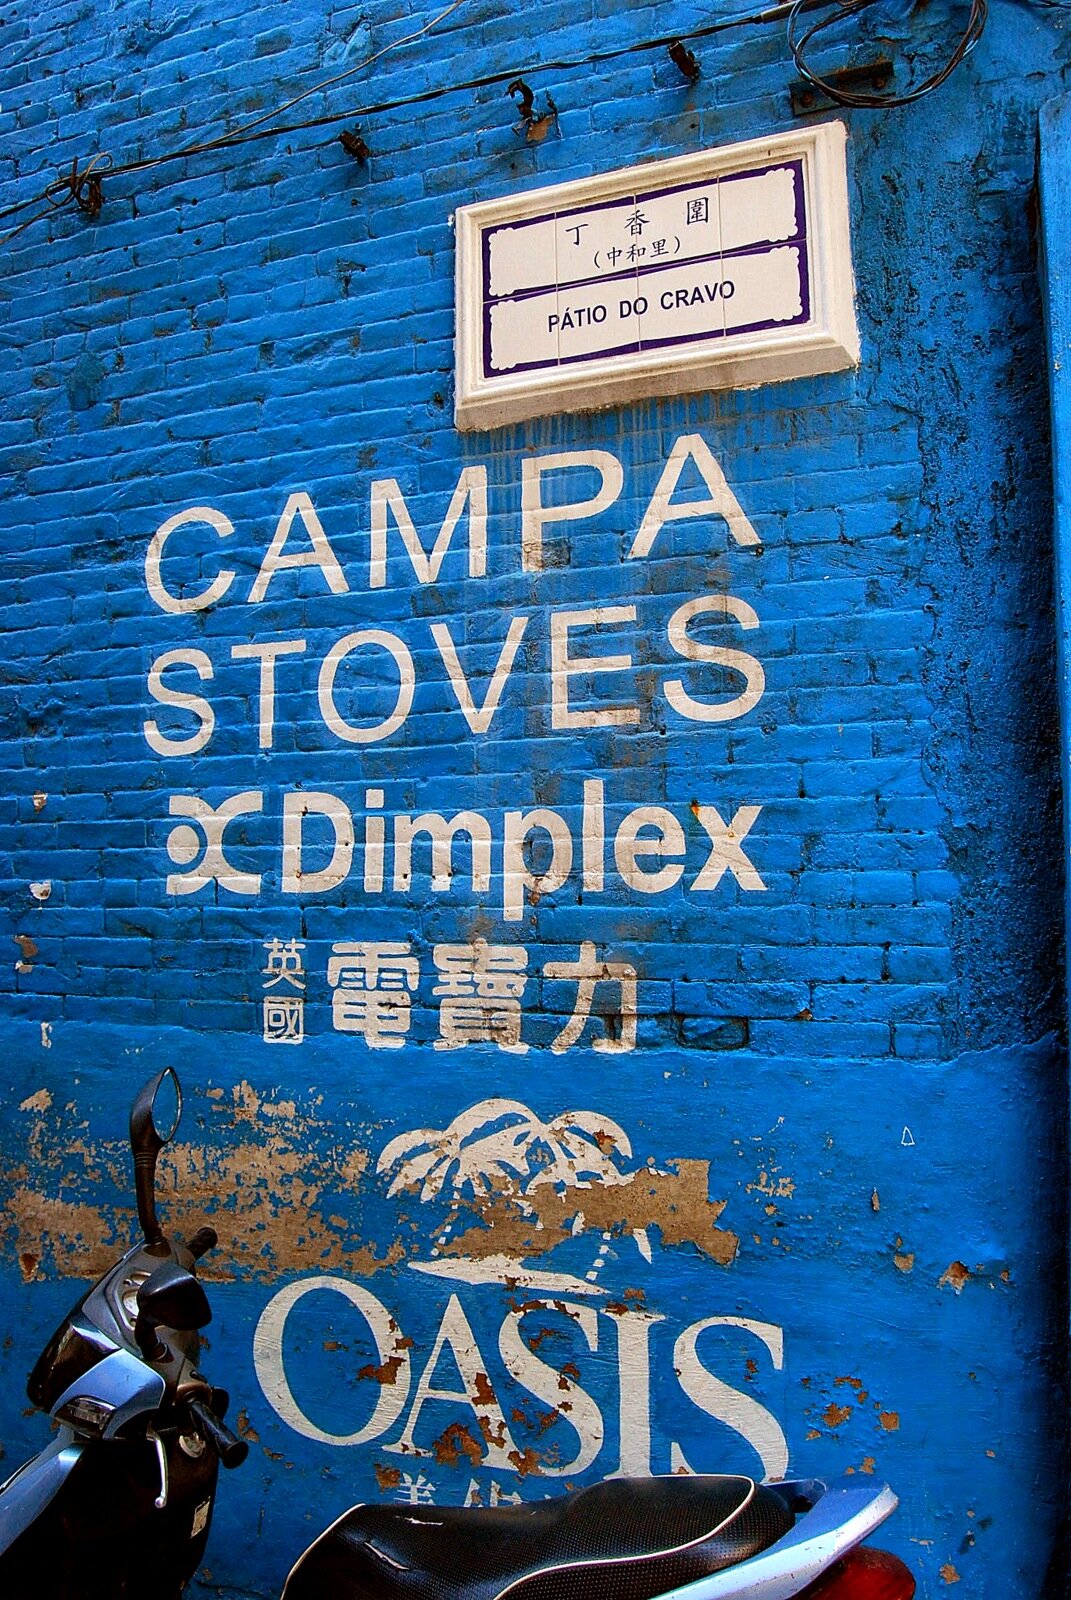 丁香圍
(中和里)
PÁTIO DO CRAVO
CAMPA
STOVES
Dimplex
英國 電寶力
OASIS